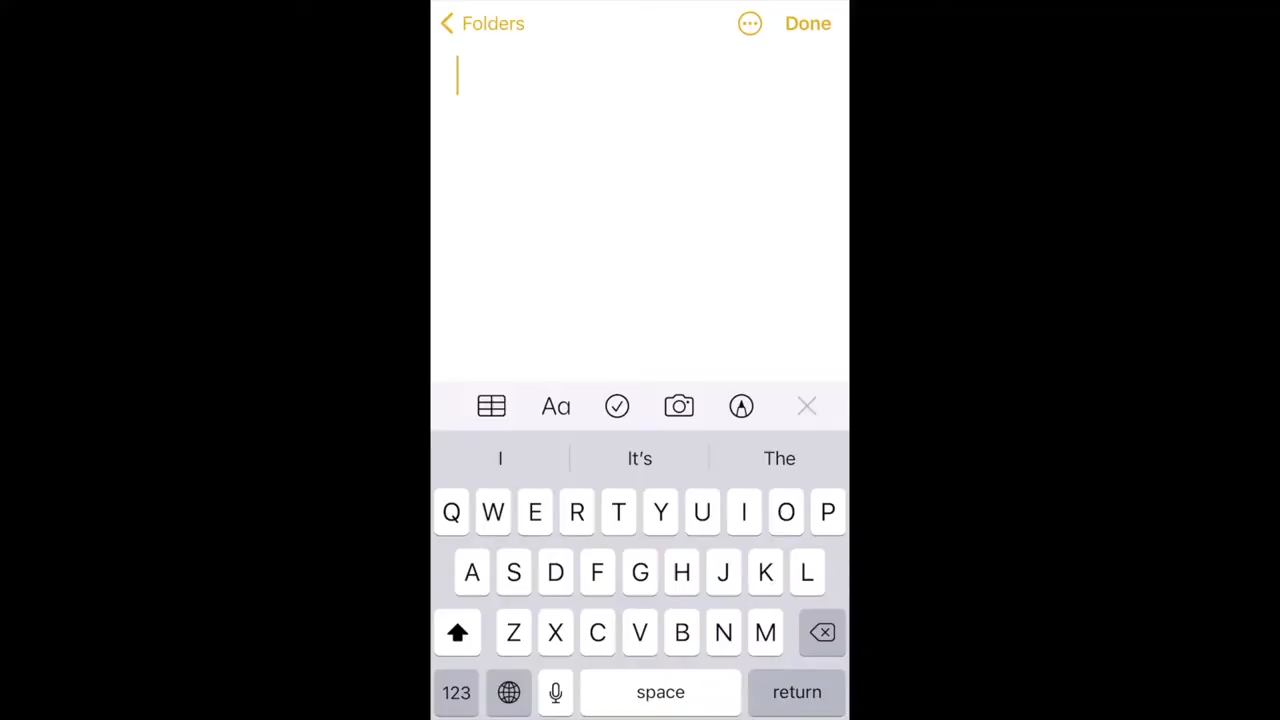 Folders Done
Aa
I It's The
Q W E R T Y U I O P
A S D F G H J K L
Z X C V B N M
123 space return